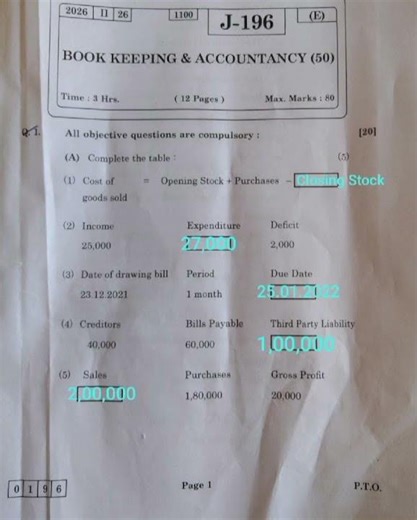 2026 II 26 1100 J-196 (E)
BOOK KEEPING & ACCOUNTANCY (50)
Time : 3 Hrs. ( 12 Pages ) Max. Marks : 80
Q.1. All objective questions are compulsory : [20]
(A) Complete the table : (5)
(1) Cost of = Opening Stock + Purchases – Closing Stock
goods sold
(2) Income Expenditure Deficit
25,000 27,000 2,000
(3) Date of drawing bill Period Due Date
23.12.2021 1 month 25.01.2022
(4) Creditors Bills Payable Third Party Liability
40,000 60,000 1,00,000
(5) Sales Purchases Gross Profit
2,00,000 1,80,000 20,000
0 1 9 6 Page 1 P.T.O.